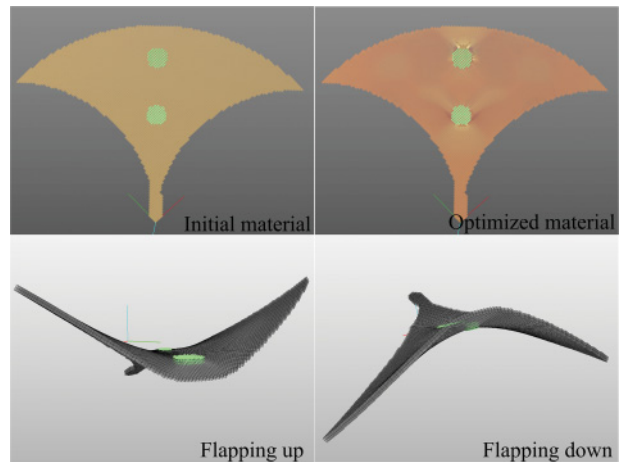 Initial material
Optimized material
Flapping up
Flapping down